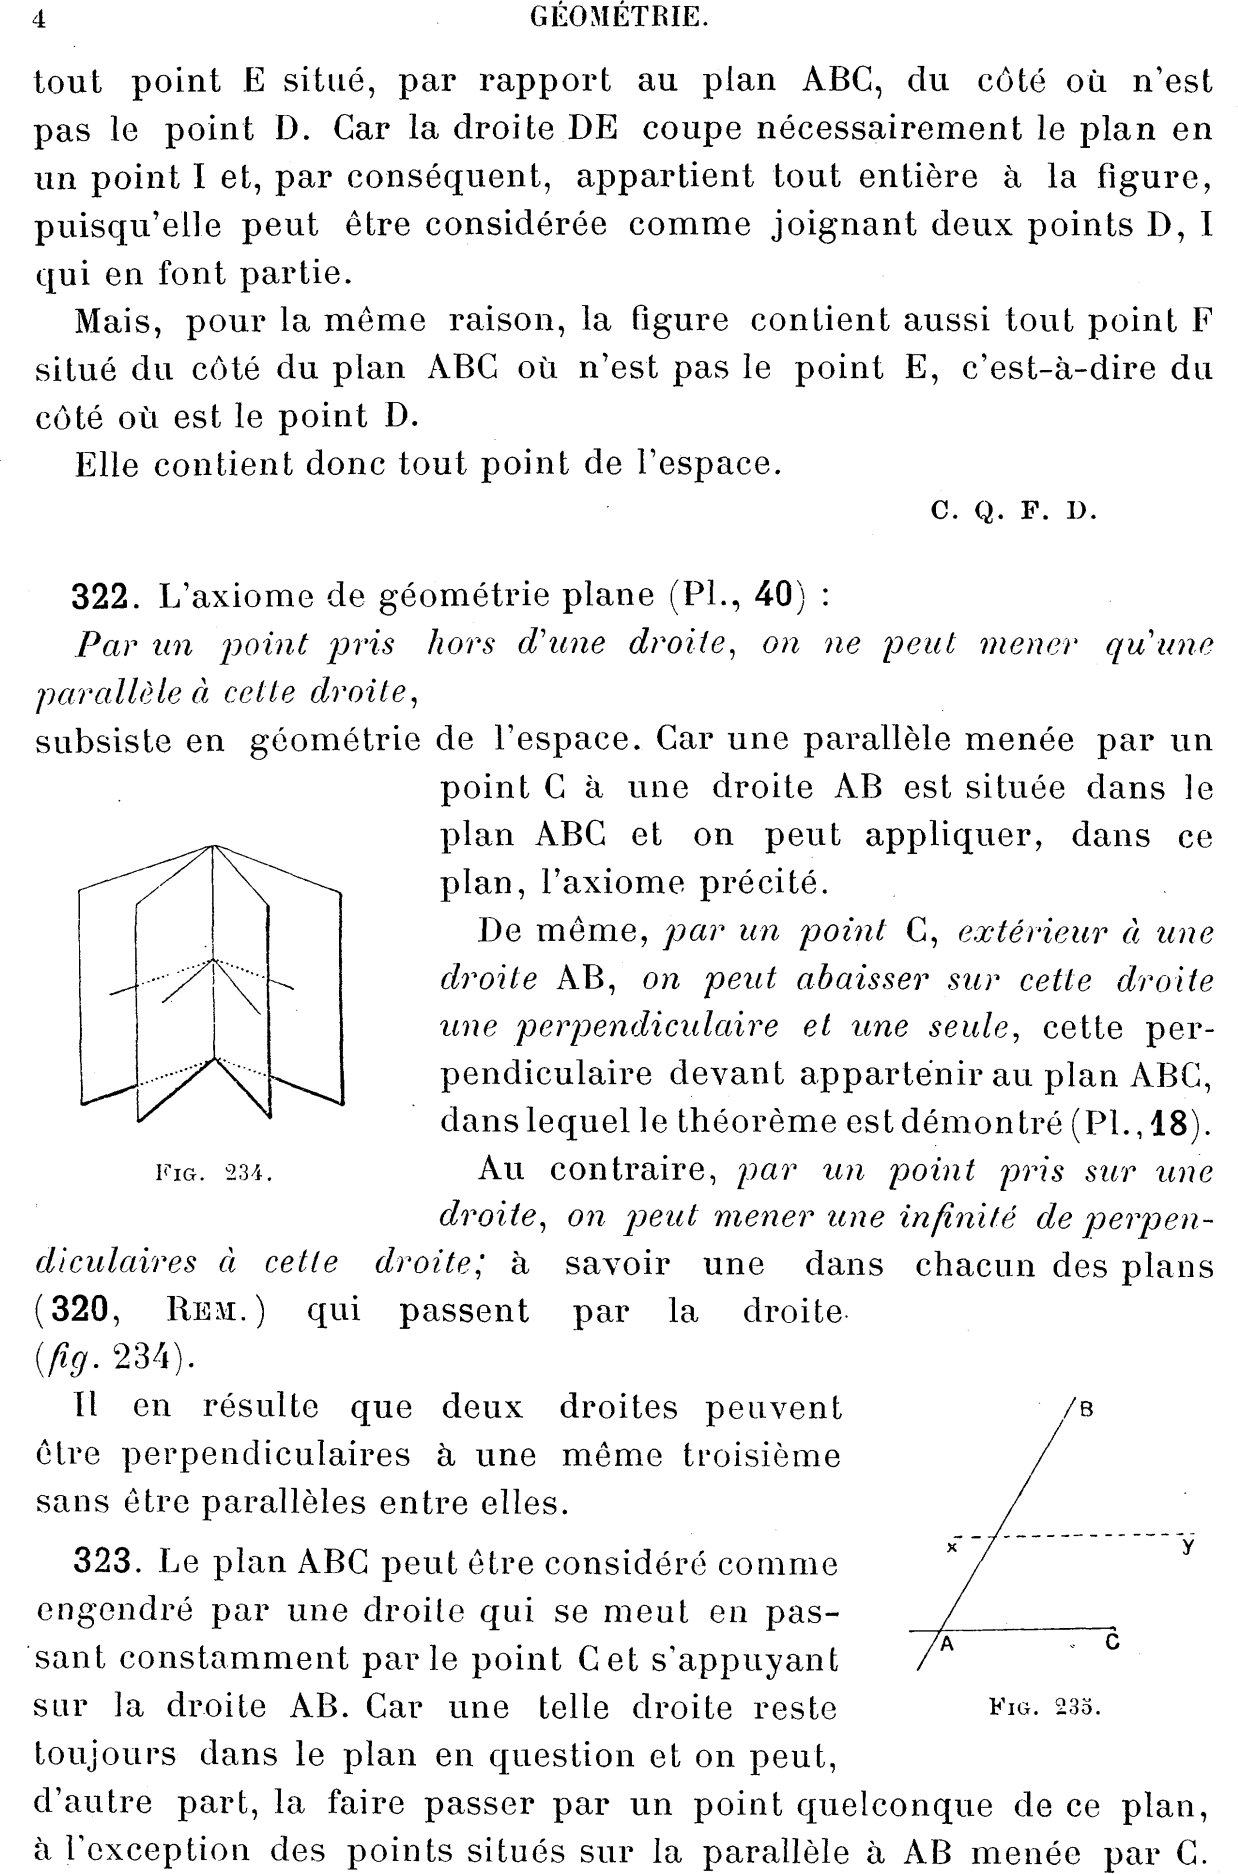 4
GÉOMÉTRIE.
tout point E situé, par rapport au plan ABC, du côté où n'est
pas le point D. Car la droite DE coupe nécessairement le plan en
un point I et, par conséquent, appartient tout entière à la figure,
puisqu'elle peut être considérée comme joignant deux points D, I
qui en font partie.
Mais, pour la même raison, la figure contient aussi tout point F
situé du côté du plan ABC où n'est pas le point E, c'est-à-dire du
côté où est le point D.
Elle contient donc tout point de l'espace.
C. Q. F. D.
322. L'axiome de géométrie plane (Pl., 40) :
Par un point pris hors d'une droite, on ne peut mener qu'une
parallèle à cette droite,
subsiste en géométrie de l'espace. Car une parallèle menée par un
point C à une droite AB est située dans le
plan ABC et on peut appliquer, dans ce
plan, l'axiome précité.
De même, par un point C, extérieur à une
droite AB, on peut abaisser sur cette droite
une perpendiculaire et une seule, cette per-
pendiculaire devant appartenir au plan ABC,
dans lequel le théorème est démontré (Pl., 18).
FIG. 234.
Au contraire, par un point pris sur une
droite, on peut mener une infinité de perpen-
diculaires à cette droite; à savoir une dans chacun des plans
(320, REM.) qui passent par la droite
(fig. 234).
Il en résulte que deux droites peuvent
être perpendiculaires à une même troisième
sans être parallèles entre elles.
323. Le plan ABC peut être considéré comme
engendré par une droite qui se meut en pas-
sant constamment par le point C et s'appuyant
sur la droite AB. Car une telle droite reste
toujours dans le plan en question et on peut,
B
x
y
A
C
FIG. 235.
d'autre part, la faire passer par un point quelconque de ce plan,
à l'exception des points situés sur la parallèle à AB menée par C.